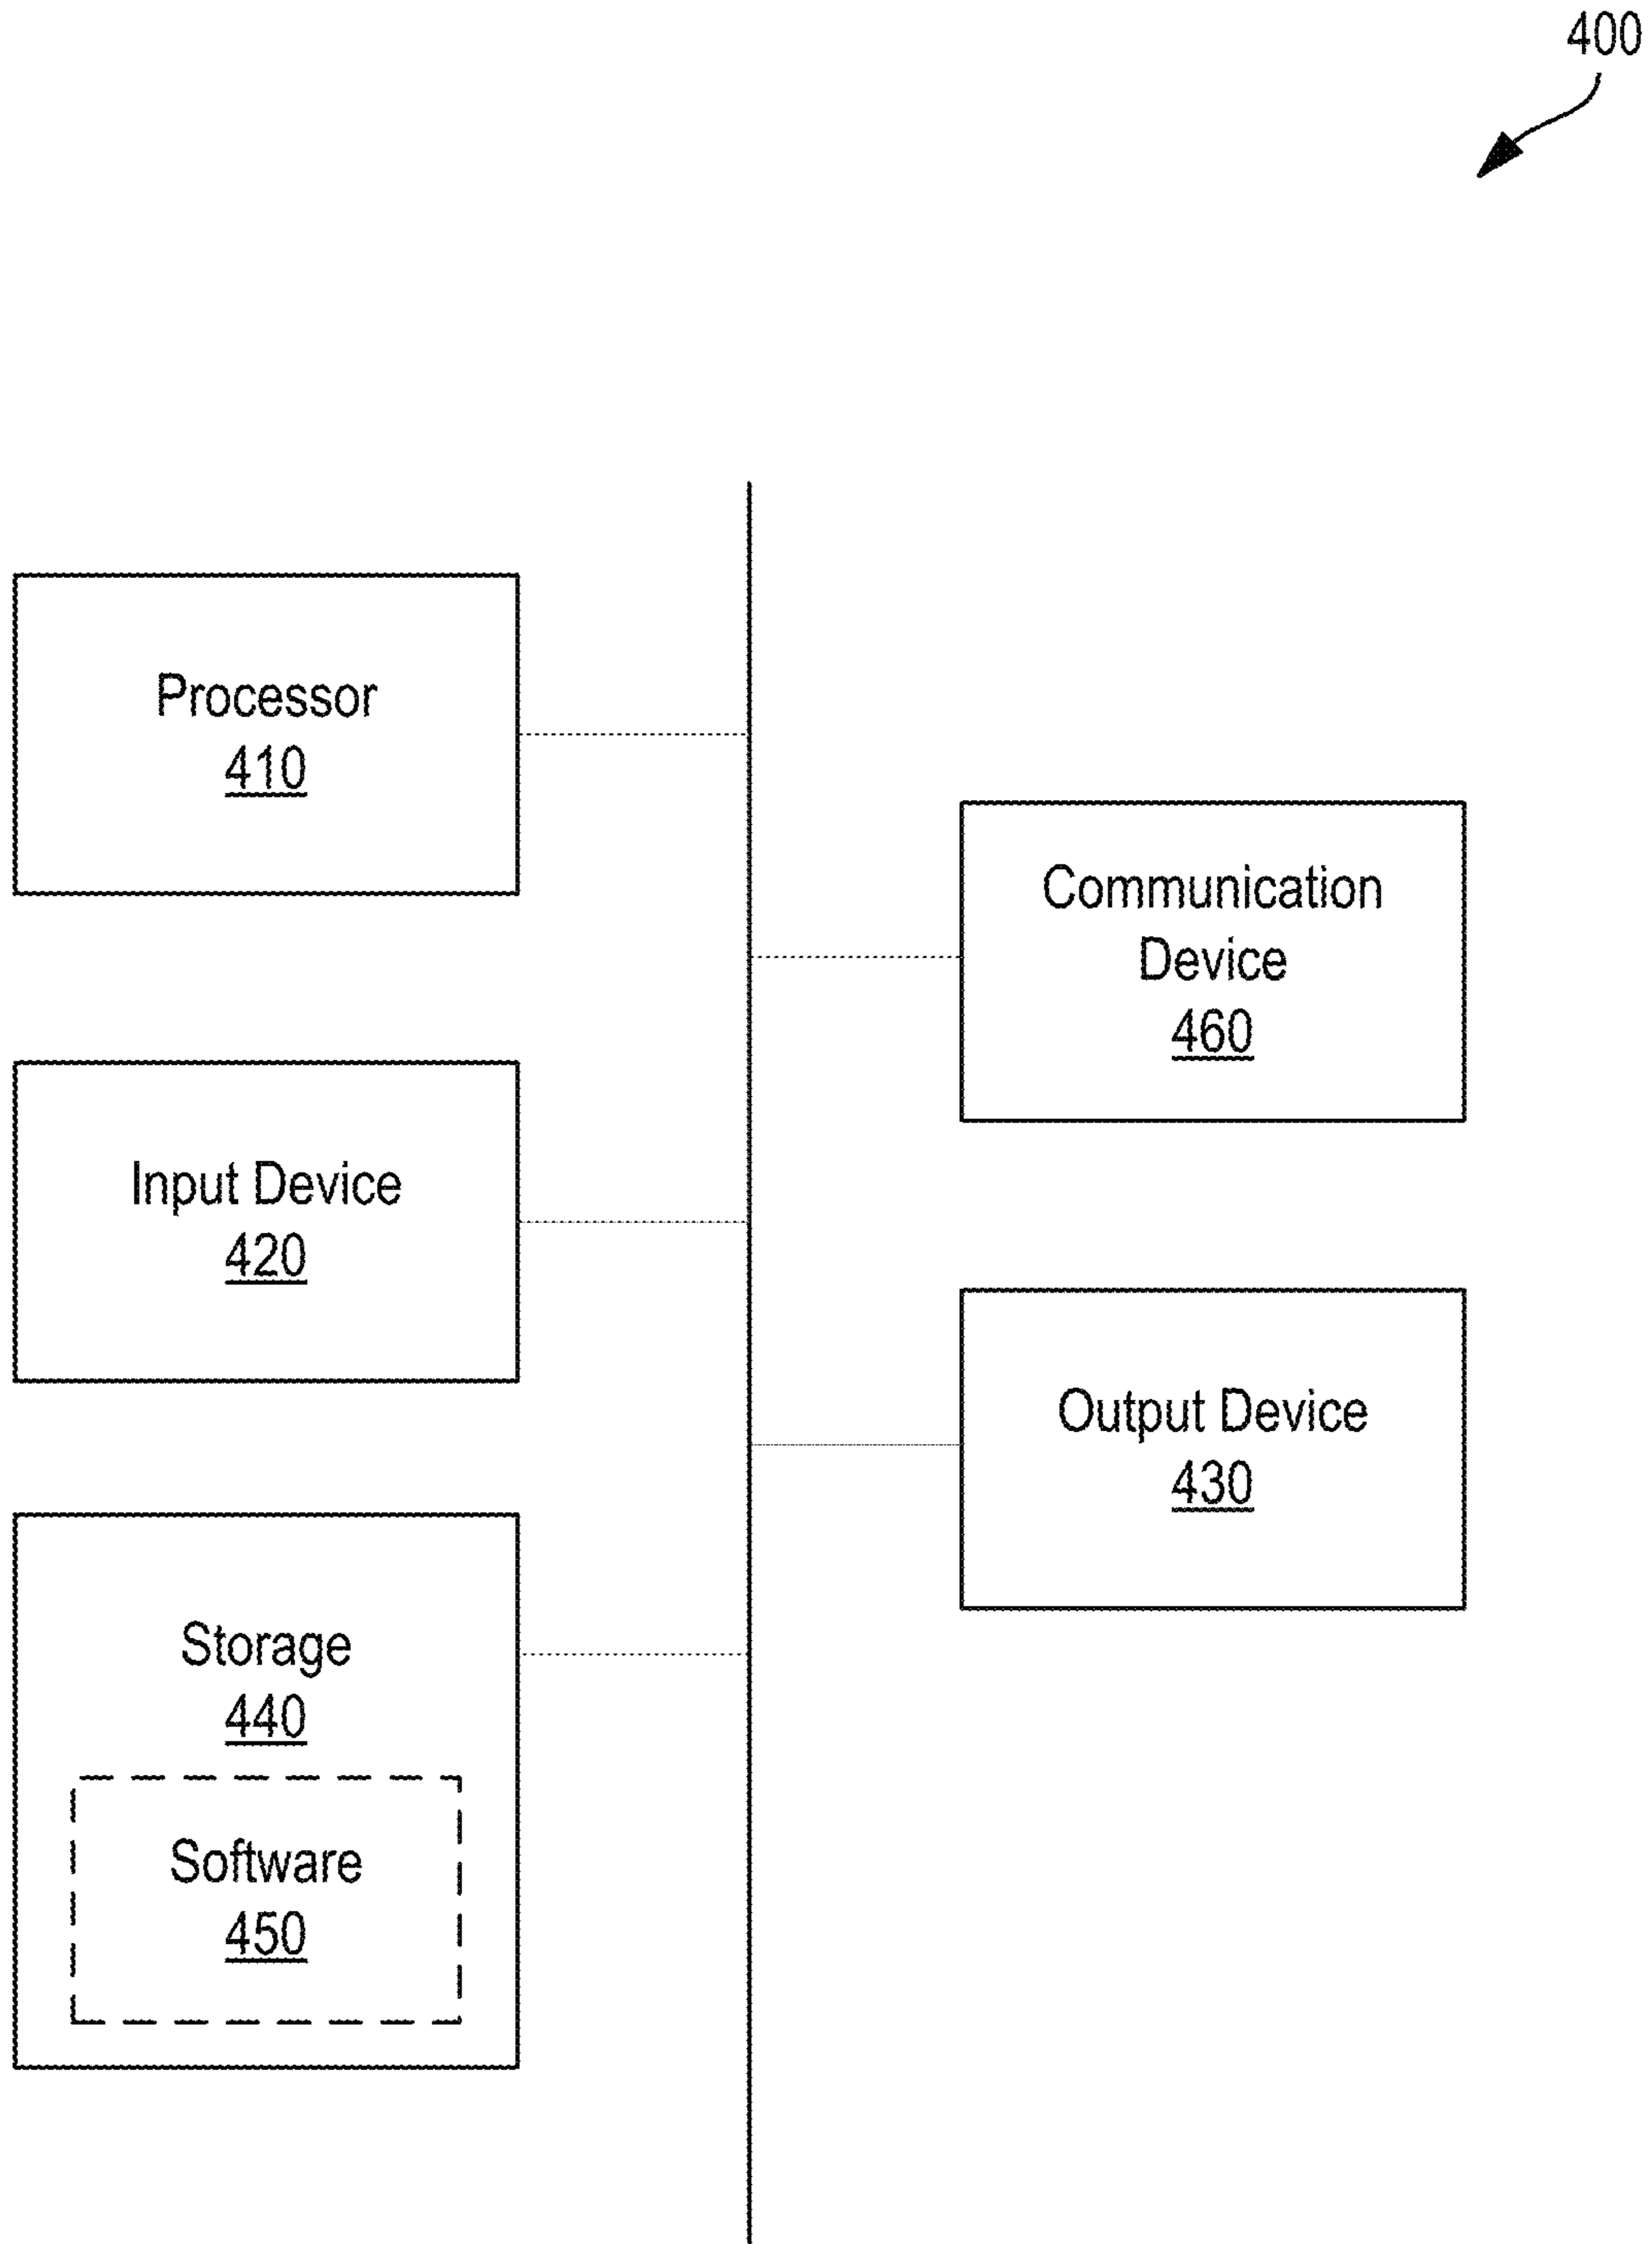 400
Processor
410
Communication
Device
460
Input Device
420
Output Device
430
Storage
440
Software
450